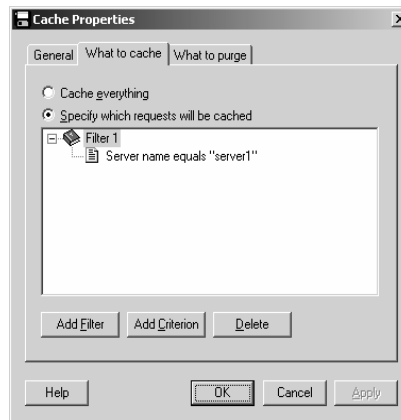 Cache Properties
General What to cache What to purge
Cache everything
Specify which requests will be cached
Filter 1
Server name equals "server1"
Add Filter Add Criterion Delete
Help OK Cancel Apply